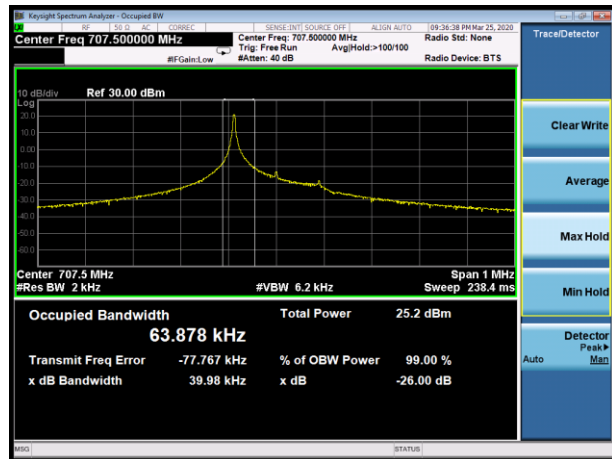 Keysight Spectrum Analyzer - Occupied BW
RF 50 Ω AC CORREC SENSE:INT SOURCE OFF ALIGN AUTO 09:36:38 PM Mar 25, 2020
Center Freq 707.500000 MHz
Center Freq: 707.500000 MHz
Radio Std: None
Trace/Detector
Trig: Free Run Avg|Hold:>100/100
#IFGain:Low #Atten: 40 dB Radio Device: BTS
10 dB/div Ref 30.00 dBm
Log
20.0
10.0
0.00
-10.0
-20.0
-30.0
-40.0
-50.0
-60.0
Center 707.5 MHz Span 1 MHz
#Res BW 2 kHz #VBW 6.2 kHz Sweep 238.4 ms
Occupied Bandwidth Total Power 25.2 dBm
63.878 kHz
Transmit Freq Error -77.767 kHz % of OBW Power 99.00 %
x dB Bandwidth 39.98 kHz x dB -26.00 dB
Clear Write
Average
Max Hold
Min Hold
Detector
Peak▶
Auto Man
MSG STATUS